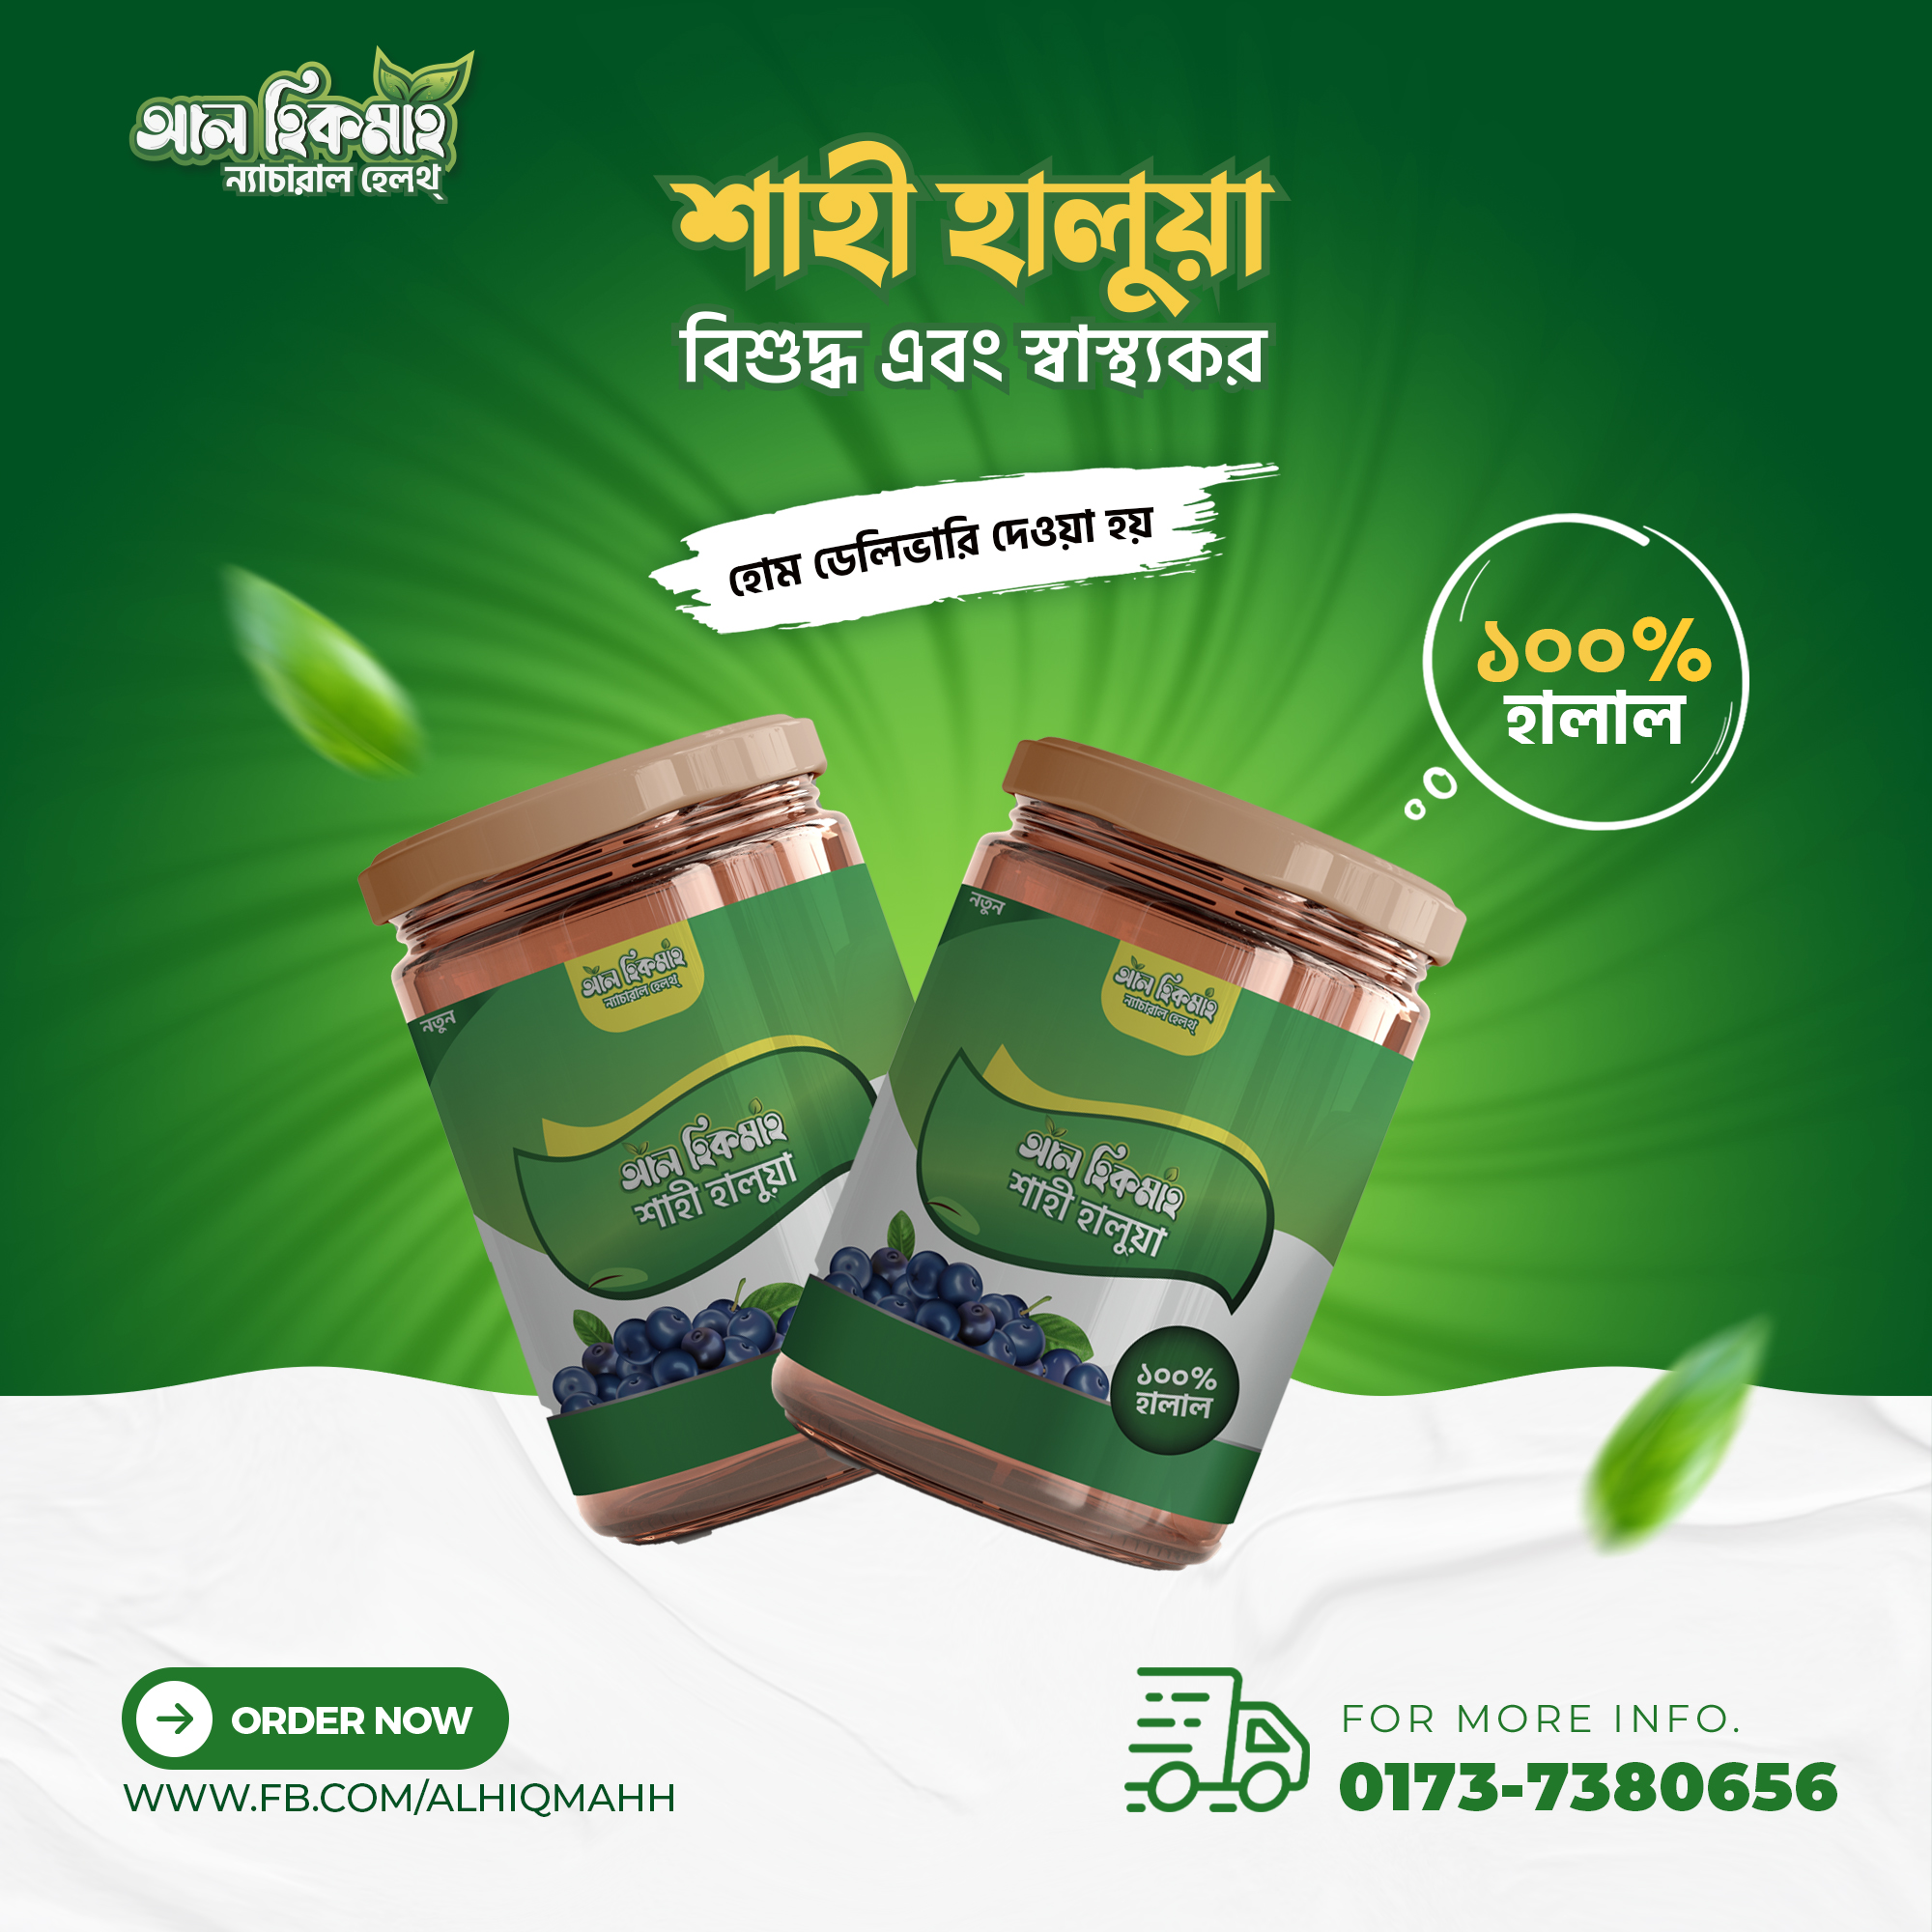 আল হিকমাহ
ন্যাচারাল হেলথ্
শাহী হালুয়া
বিশুদ্ধ এবং স্বাস্থ্যকর
হোম ডেলিভারি দেওয়া হয়
১০০%
হালাল
নতুন
আল হিকমাহ
ন্যাচারাল হেলথ্
আল হিকমাহ
শাহী হালুয়া
নতুন
আল হিকমাহ
ন্যাচারাল হেলথ্
আল হিকমাহ
শাহী হালুয়া
১০০%
হালাল
ORDER NOW
WWW.FB.COM/ALHIQMAHH
FOR MORE INFO.
0173-7380656